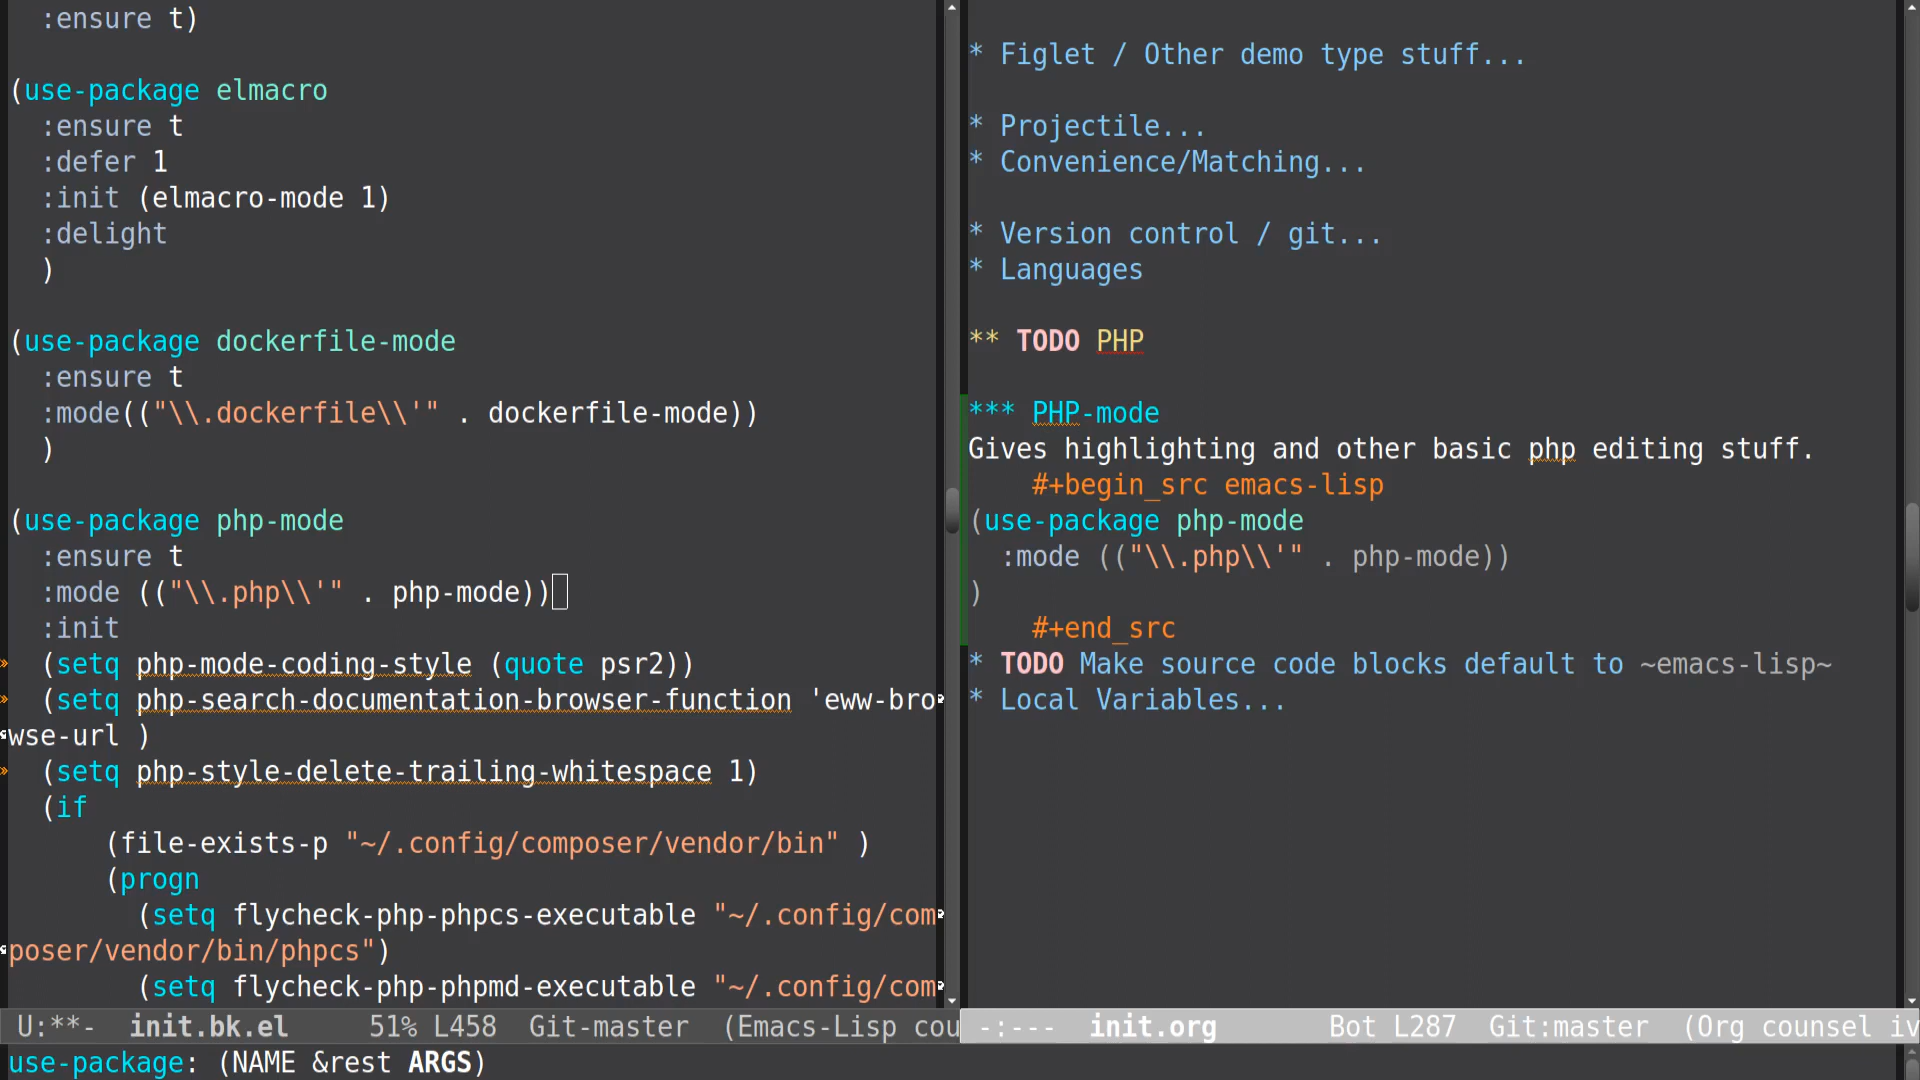 :ensure t)

(use-package elmacro
  :ensure t
  :defer 1
  :init (elmacro-mode 1)
  :delight
  )

(use-package dockerfile-mode
  :ensure t
  :mode(("\\.dockerfile\\'" . dockerfile-mode))
  )

(use-package php-mode
  :ensure t
  :mode (("\\.php\\'" . php-mode))
  :init
  (setq php-mode-coding-style (quote psr2))
  (setq php-search-documentation-browser-function 'eww-bro
wse-url )
  (setq php-style-delete-trailing-whitespace 1)
  (if
      (file-exists-p "~/.config/composer/vendor/bin" )
      (progn
        (setq flycheck-php-phpcs-executable "~/.config/com
poser/vendor/bin/phpcs")
        (setq flycheck-php-phpmd-executable "~/.config/com
U:**-  init.bk.el     51% L458  Git-master  (Emacs-Lisp cou
* Figlet / Other demo type stuff...

* Projectile...
* Convenience/Matching...

* Version control / git...
* Languages

** TODO PHP

*** PHP-mode
Gives highlighting and other basic php editing stuff.
    #+begin_src emacs-lisp
(use-package php-mode
  :mode (("\\.php\\'" . php-mode))
)
    #+end_src
* TODO Make source code blocks default to ~emacs-lisp~
* Local Variables...
-:---  init.org       Bot L287  Git:master  (Org counsel iv
use-package: (NAME &rest ARGS)